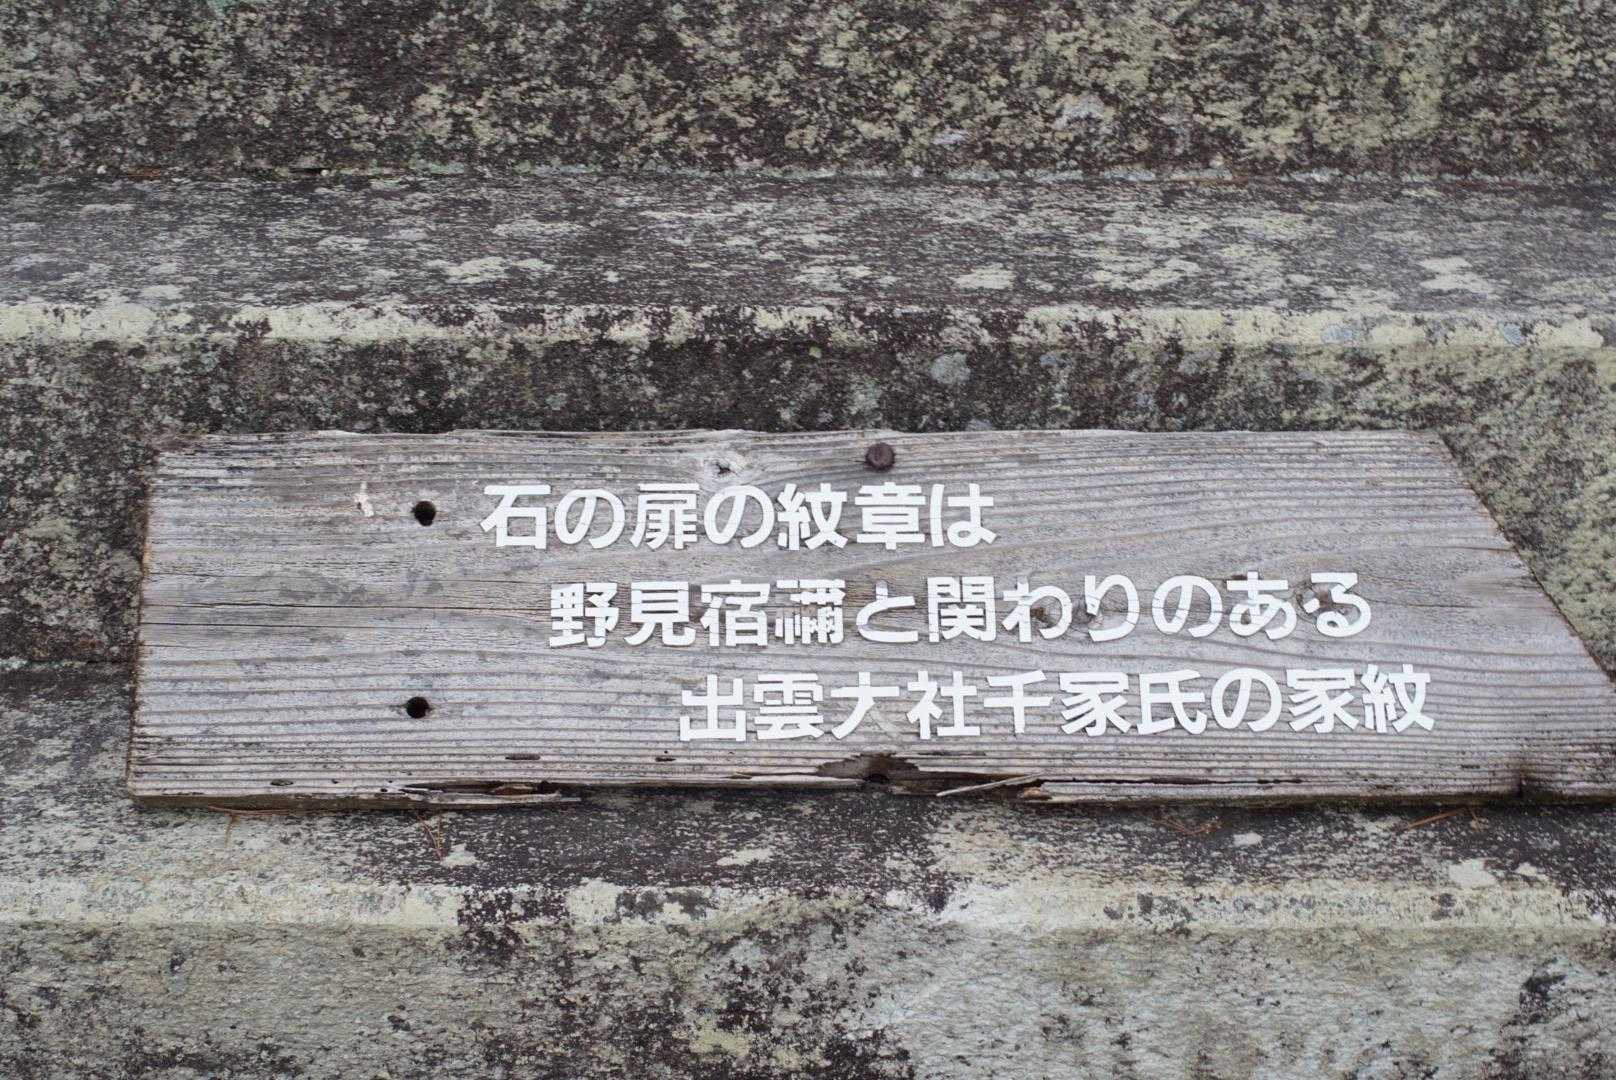 石の扉の紋章は
野見宿禰と関わりのある
出雲大社千家氏の家紋